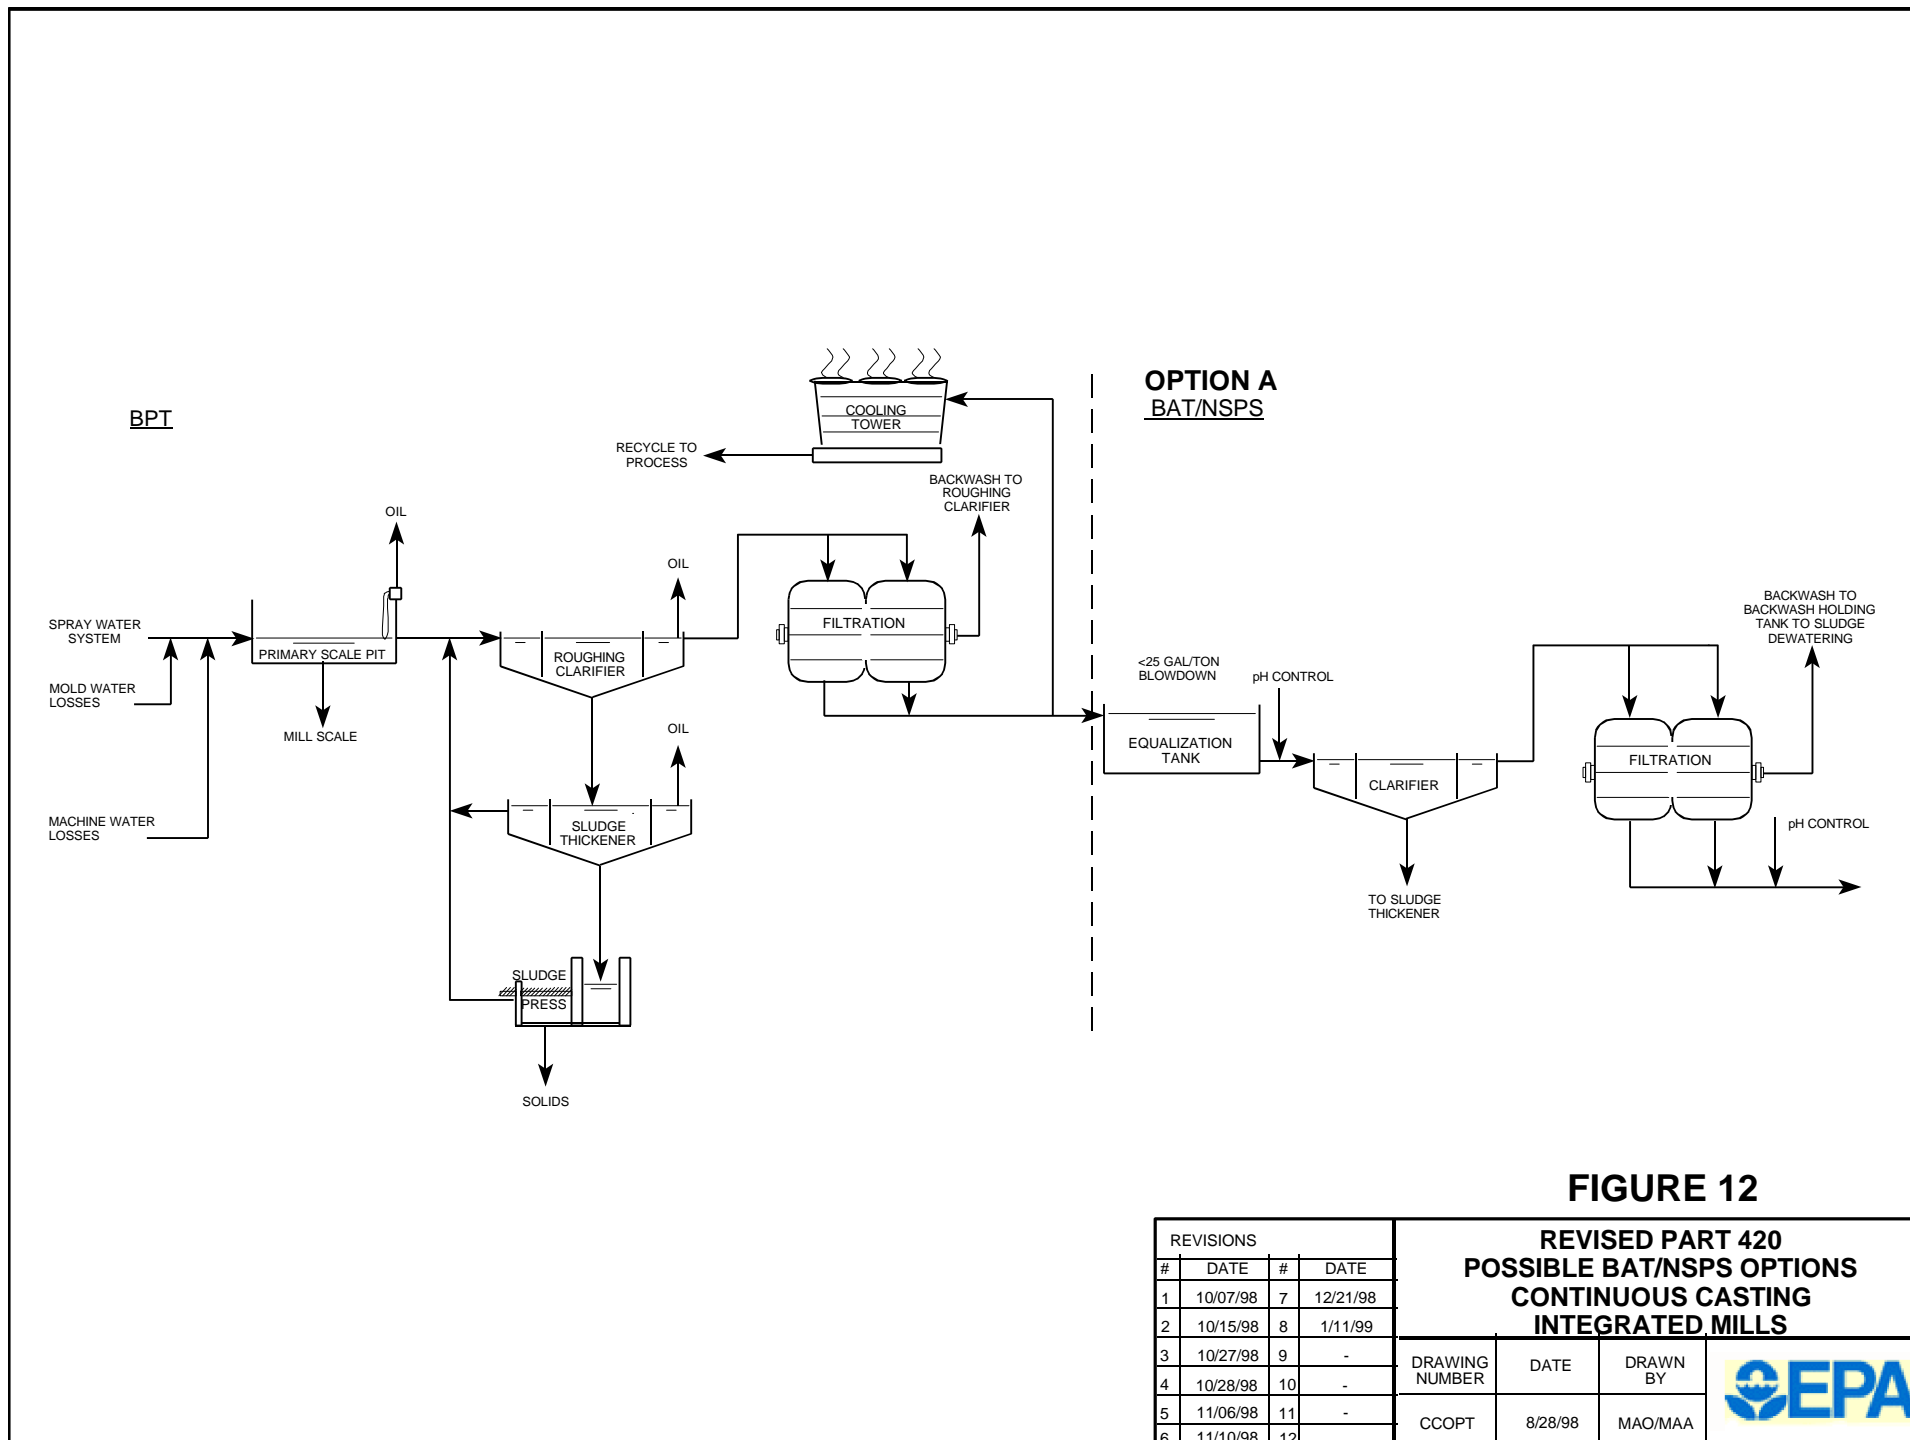 BPT
OPTION A
BAT/NSPS
COOLING
TOWER
RECYCLE TO
PROCESS
BACKWASH TO
ROUGHING
CLARIFIER
OIL
OIL
SPRAY WATER
SYSTEM
PRIMARY SCALE PIT
ROUGHING
CLARIFIER
FILTRATION
MOLD WATER
LOSSES
MILL SCALE
OIL
MACHINE WATER
LOSSES
SLUDGE
THICKENER
SLUDGE
PRESS
SOLIDS
<25 GAL/TON
BLOWDOWN
pH CONTROL
EQUALIZATION
TANK
CLARIFIER
TO SLUDGE
THICKENER
FILTRATION
BACKWASH TO
BACKWASH HOLDING
TANK TO SLUDGE
DEWATERING
pH CONTROL
FIGURE 12
REVISIONS
# DATE # DATE
1 10/07/98 7 12/21/98
2 10/15/98 8 1/11/99
3 10/27/98 9 -
4 10/28/98 10 -
5 11/06/98 11 -
6 11/10/98 12
REVISED PART 420
POSSIBLE BAT/NSPS OPTIONS
CONTINUOUS CASTING
INTEGRATED MILLS
DRAWING
NUMBER
DATE
DRAWN
BY
CCOPT
8/28/98
MAO/MAA
EPA